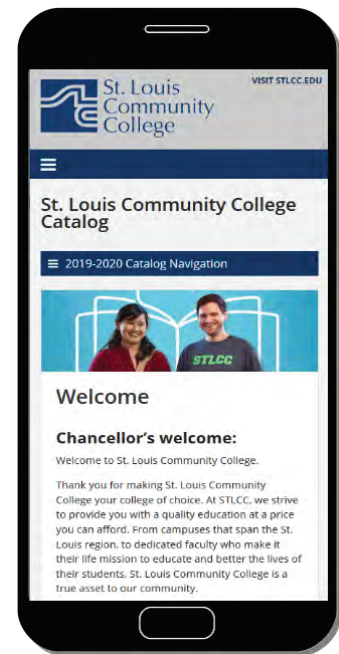 St. Louis
Community
College
VISIT STLCC.EDU
St. Louis Community College
Catalog
2019-2020 Catalog Navigation
STLCC
Welcome
Chancellor's welcome:
Welcome to St. Louis Community College.
Thank you for making St. Louis Community
College your college of choice. At STLCC, we strive
to provide you with a quality education at a price
you can afford. From campuses that span the St.
Louis region, to dedicated faculty who make it
their life mission to educate and better the lives of
their students, St. Louis Community College is a
true asset to our community.